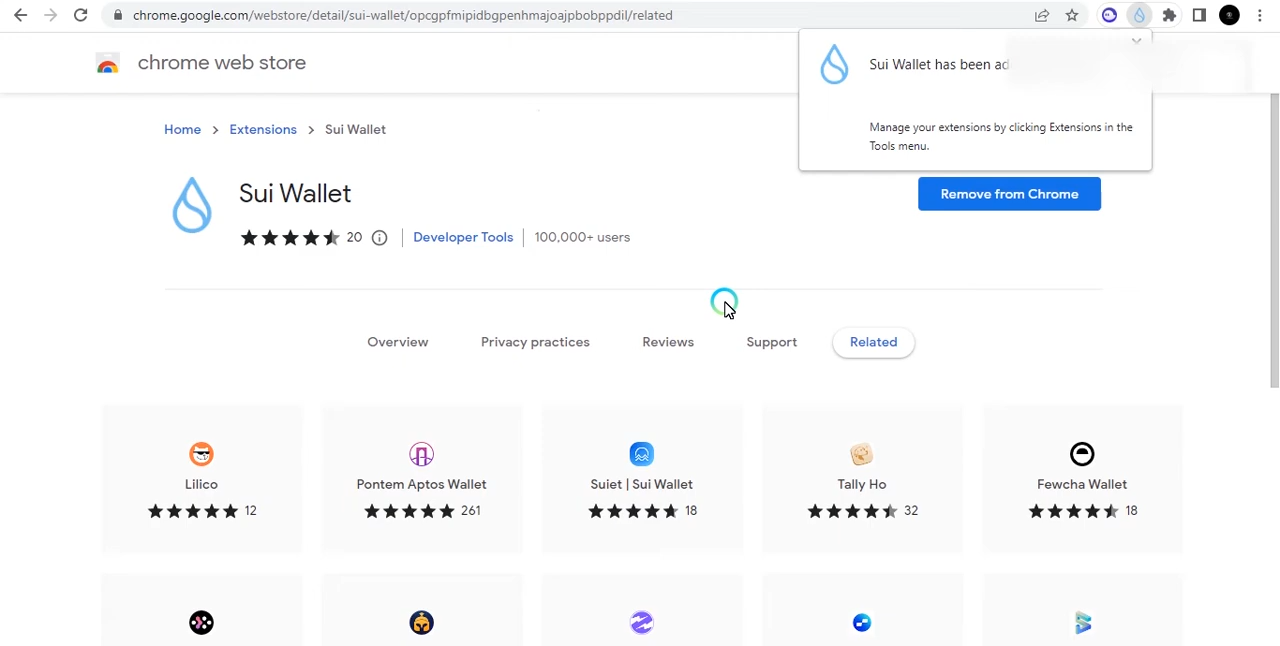 chrome.google.com/webstore/detail/sui-wallet/opcgpfmipidbgpenhmajoajpbobppdil/related
chrome web store
Sui Wallet has been ad
Manage your extensions by clicking Extensions in the
Tools menu.
Home > Extensions > Sui Wallet
Sui Wallet
Remove from Chrome
20 Developer Tools 100,000+ users
Overview Privacy practices Reviews Support Related
Lilico Pontem Aptos Wallet Suiet | Sui Wallet Tally Ho Fewcha Wallet
12 261 18 32 18